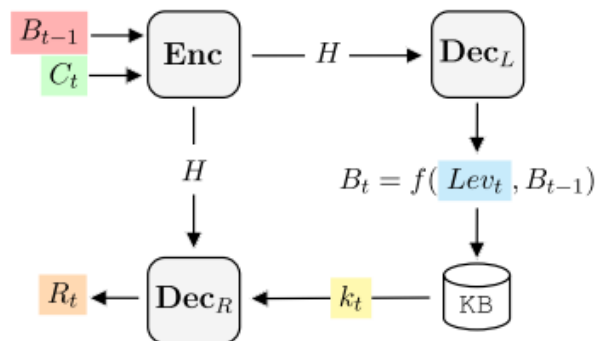 B_{t-1}
Enc
H
Dec_L
C_t
H
B_t = f( Lev_t , B_{t-1})
R_t
Dec_R
k_t
KB